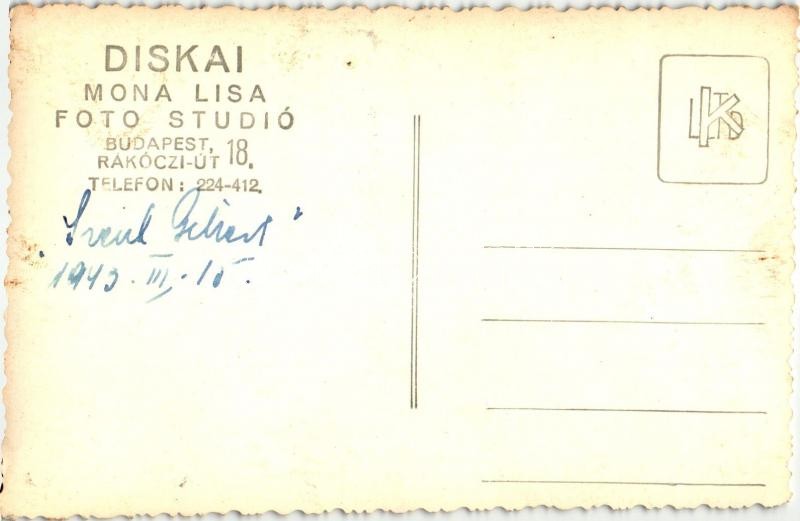 DISKAI
MONA LISA
FOTO STUDIÓ
BUDAPEST,
RÁKÓCZI-ÚT 18.
TELEFON: 224-412.
1943. III. 15.